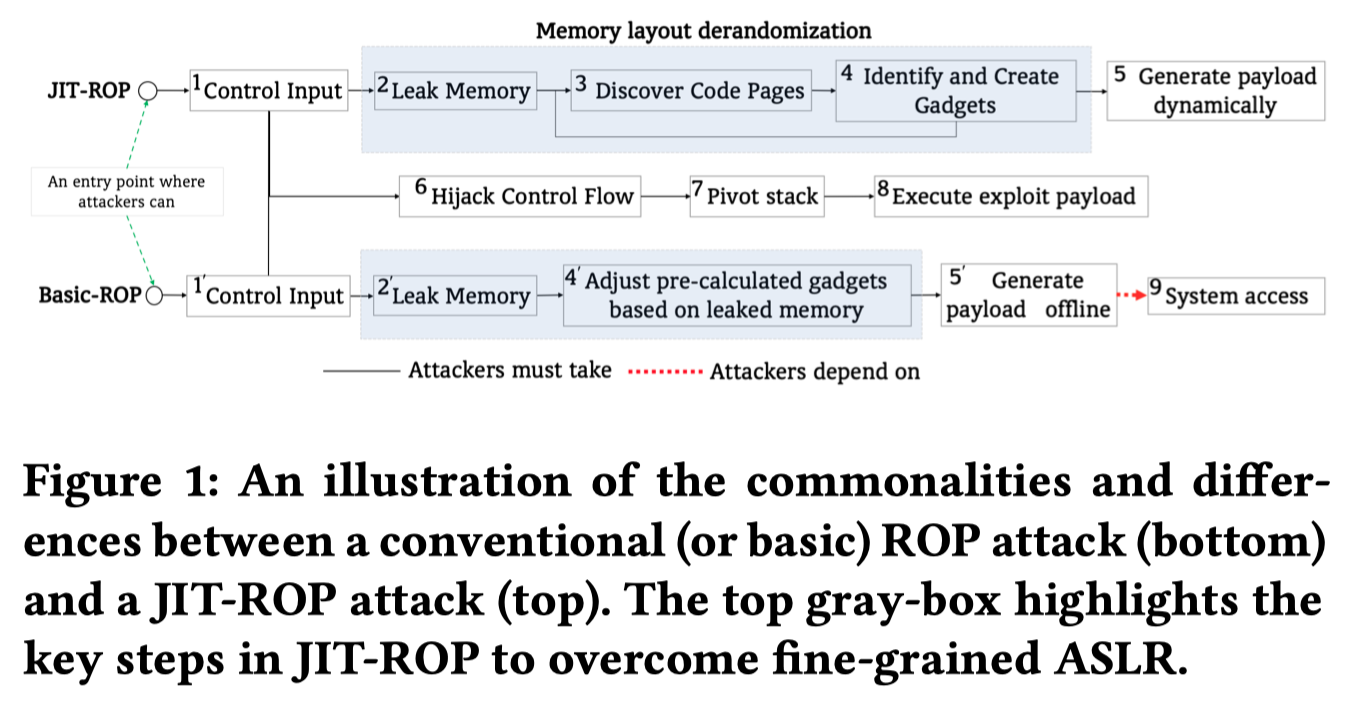 Memory layout derandomization
JIT-ROP
1 Control Input
2 Leak Memory
3 Discover Code Pages
4 Identify and Create
Gadgets
5 Generate payload
dynamically
An entry point where
attackers can
6 Hijack Control Flow
7 Pivot stack
8 Execute exploit payload
Basic-ROP
1′ Control Input
2′ Leak Memory
4′ Adjust pre-calculated gadgets
based on leaked memory
5′ Generate
payload offline
9 System access
Attackers must take
Attackers depend on
Figure 1: An illustration of the commonalities and differ-
ences between a conventional (or basic) ROP attack (bottom)
and a JIT-ROP attack (top). The top gray-box highlights the
key steps in JIT-ROP to overcome fine-grained ASLR.